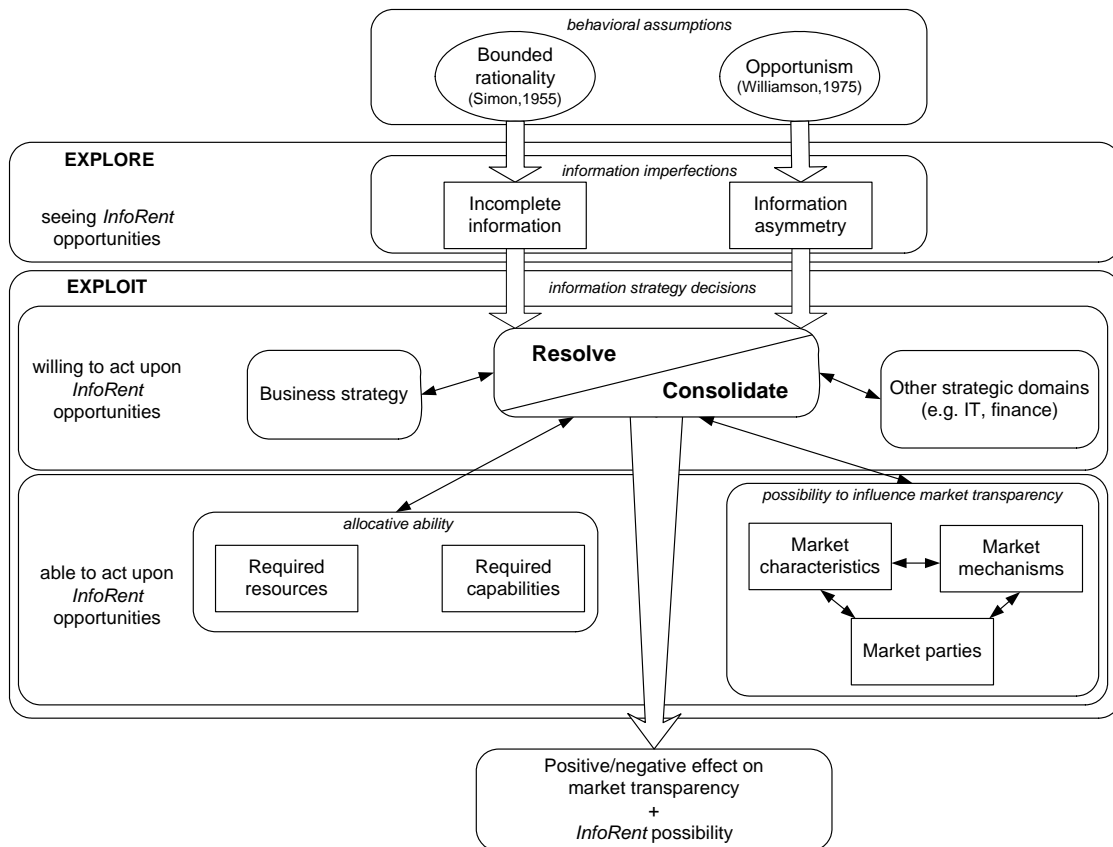 behavioral assumptions
Bounded
rationality
(Simon,1955)
Opportunism
(Williamson,1975)
EXPLORE
seeing InfoRent
opportunities
information imperfections
Incomplete
information
Information
asymmetry
EXPLOIT
information strategy decisions
willing to act upon
InfoRent
opportunities
Business strategy
Resolve
Consolidate
Other strategic domains
(e.g. IT, finance)
able to act upon
InfoRent
opportunities
allocative ability
Required
resources
Required
capabilities
possibility to influence market transparency
Market
characteristics
Market
mechanisms
Market parties
Positive/negative effect on
market transparency
+
InfoRent possibility